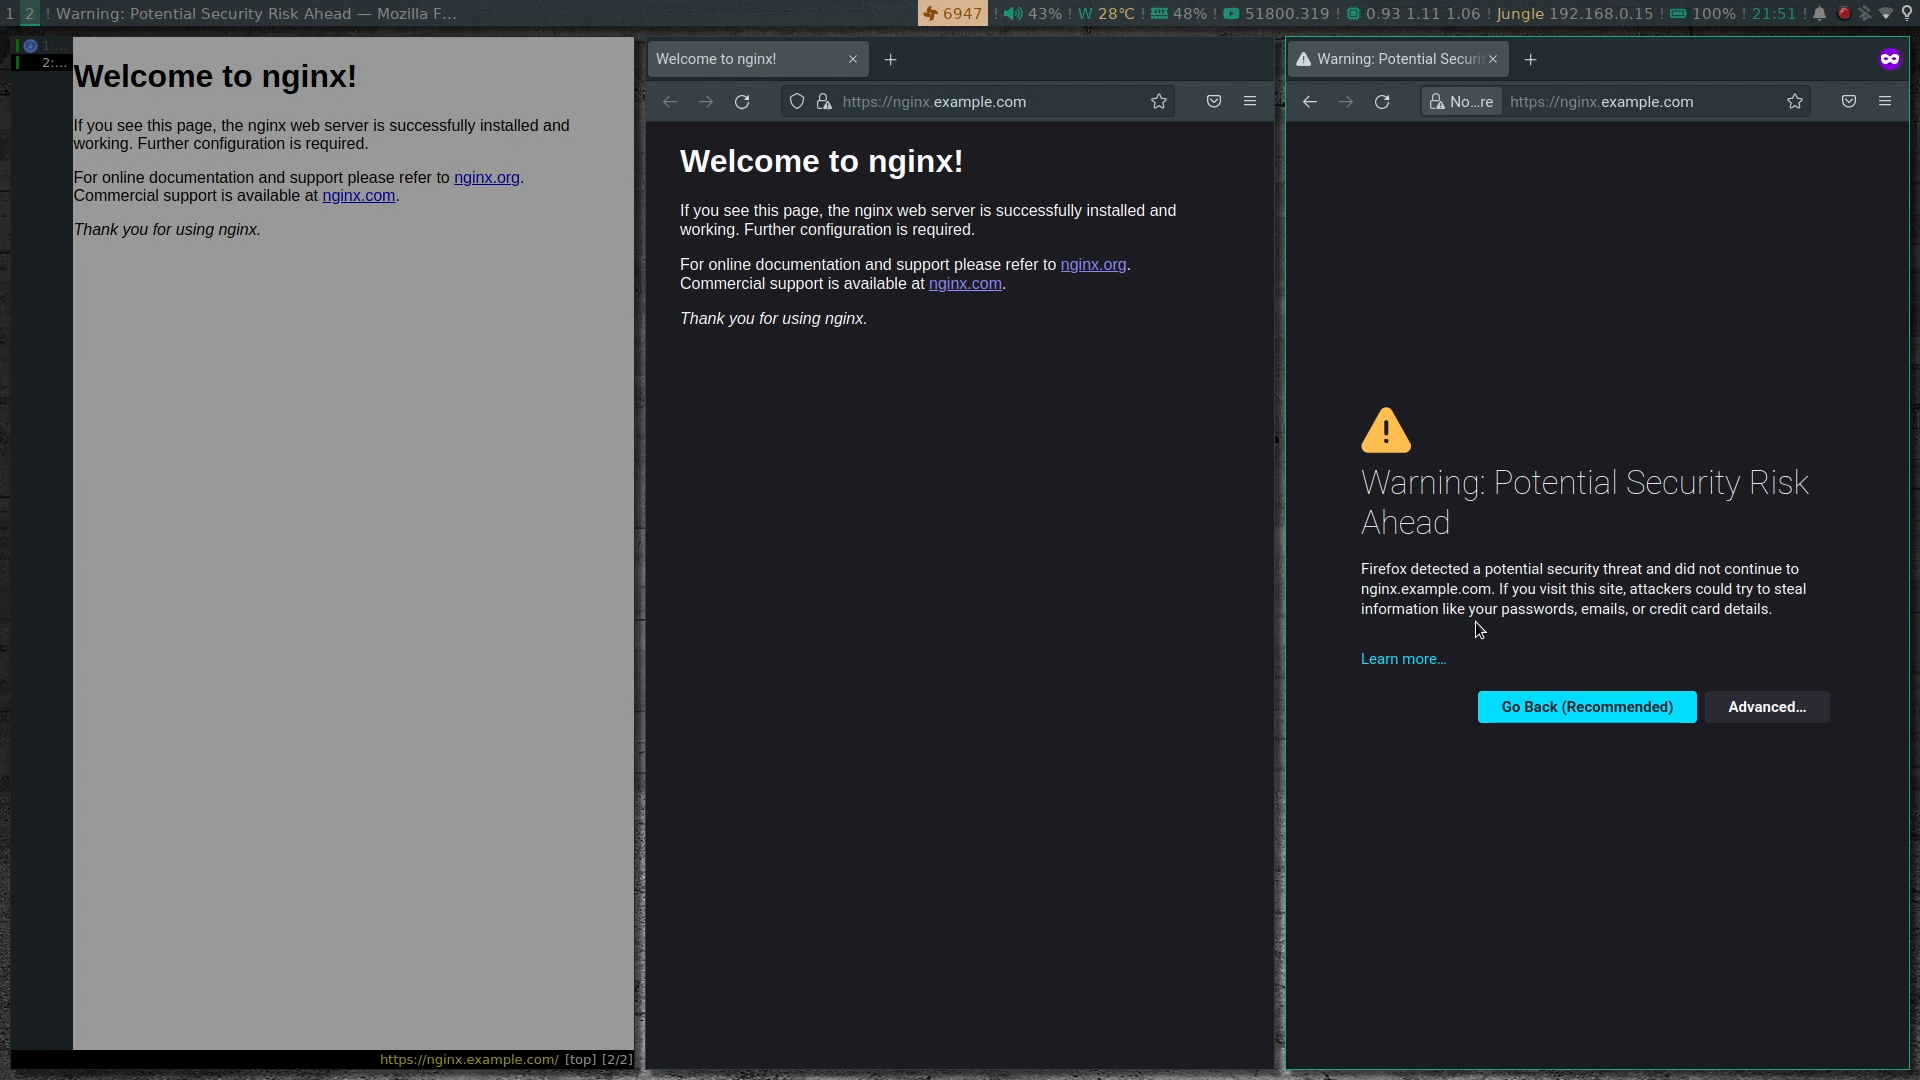 1 2 ! Warning: Potential Security Risk Ahead — Mozilla F...
6947 ! 43% ! W 28°C ! 48% ! 51800.319 ! 0.93 1.11 1.06 ! Jungle 192.168.0.15 ! 100% ! 21:51 !
1:...
2:...
Welcome to nginx!
If you see this page, the nginx web server is successfully installed and
working. Further configuration is required.
For online documentation and support please refer to nginx.org.
Commercial support is available at nginx.com.
Thank you for using nginx.
https://nginx.example.com/ [top] [2/2]
Welcome to nginx!
https://nginx.example.com
Welcome to nginx!
If you see this page, the nginx web server is successfully installed and
working. Further configuration is required.
For online documentation and support please refer to nginx.org.
Commercial support is available at nginx.com.
Thank you for using nginx.
Warning: Potential Securi
No...re https://nginx.example.com
Warning: Potential Security Risk
Ahead
Firefox detected a potential security threat and did not continue to
nginx.example.com. If you visit this site, attackers could try to steal
information like your passwords, emails, or credit card details.
Learn more…
Go Back (Recommended) Advanced…